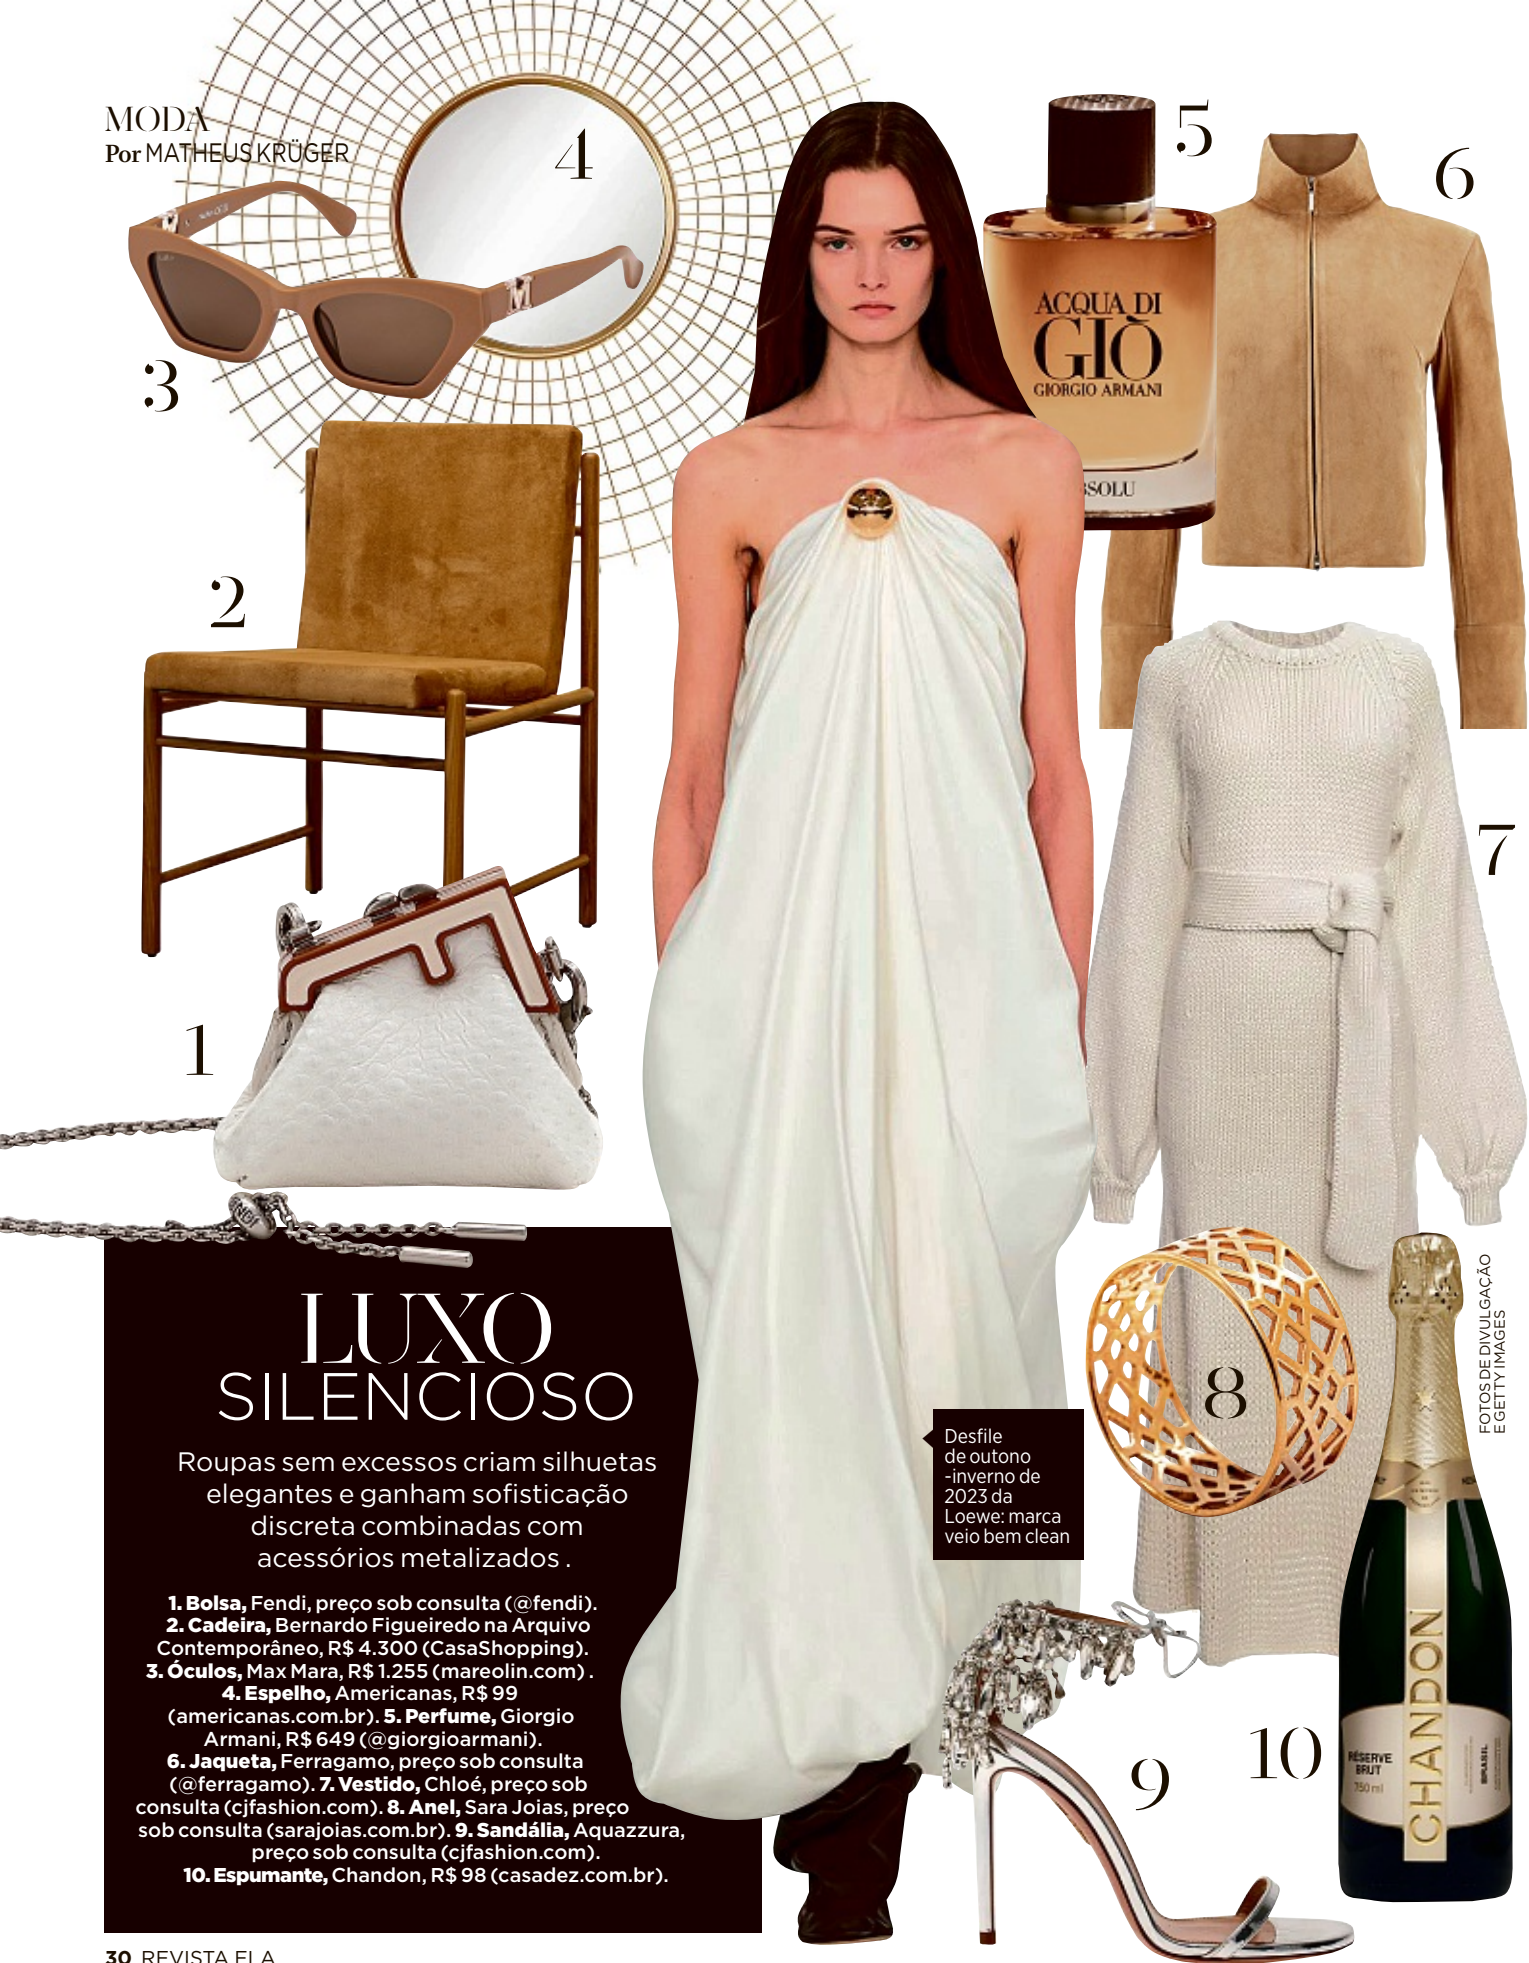 MODA
Por MATHEUS KRÜGER
4
5
6
3
ACQUA DI
GIÒ
GIORGIO ARMANI
2
7
1
LUXO
SILENCIOSO
Roupas sem excessos criam silhuetas
elegantes e ganham sofisticação
discreta combinadas com
acessórios metalizados .
1. Bolsa, Fendi, preço sob consulta (@fendi).
2. Cadeira, Bernardo Figueiredo na Arquivo
Contemporâneo, R$ 4.300 (CasaShopping).
3. Óculos, Max Mara, R$ 1.255 (mareolin.com) .
4. Espelho, Americanas, R$ 99
(americanas.com.br). 5. Perfume, Giorgio
Armani, R$ 649 (@giorgioarmani).
6. Jaqueta, Ferragamo, preço sob consulta
(@ferragamo). 7. Vestido, Chloé, preço sob
consulta (cjfashion.com). 8. Anel, Sara Joias, preço
sob consulta (sarajoias.com.br). 9. Sandália, Aquazzura,
preço sob consulta (cjfashion.com).
10. Espumante, Chandon, R$ 98 (casadez.com.br).
Desfile
de outono
-inverno de
2023 da
Loewe: marca
veio bem clean
8
FOTOS DE DIVULGAÇÃO
E GETTY IMAGES
9
10
CHANDON
RÉSERVE
BRUT
750 ml
BRASIL
30 REVISTA ELA